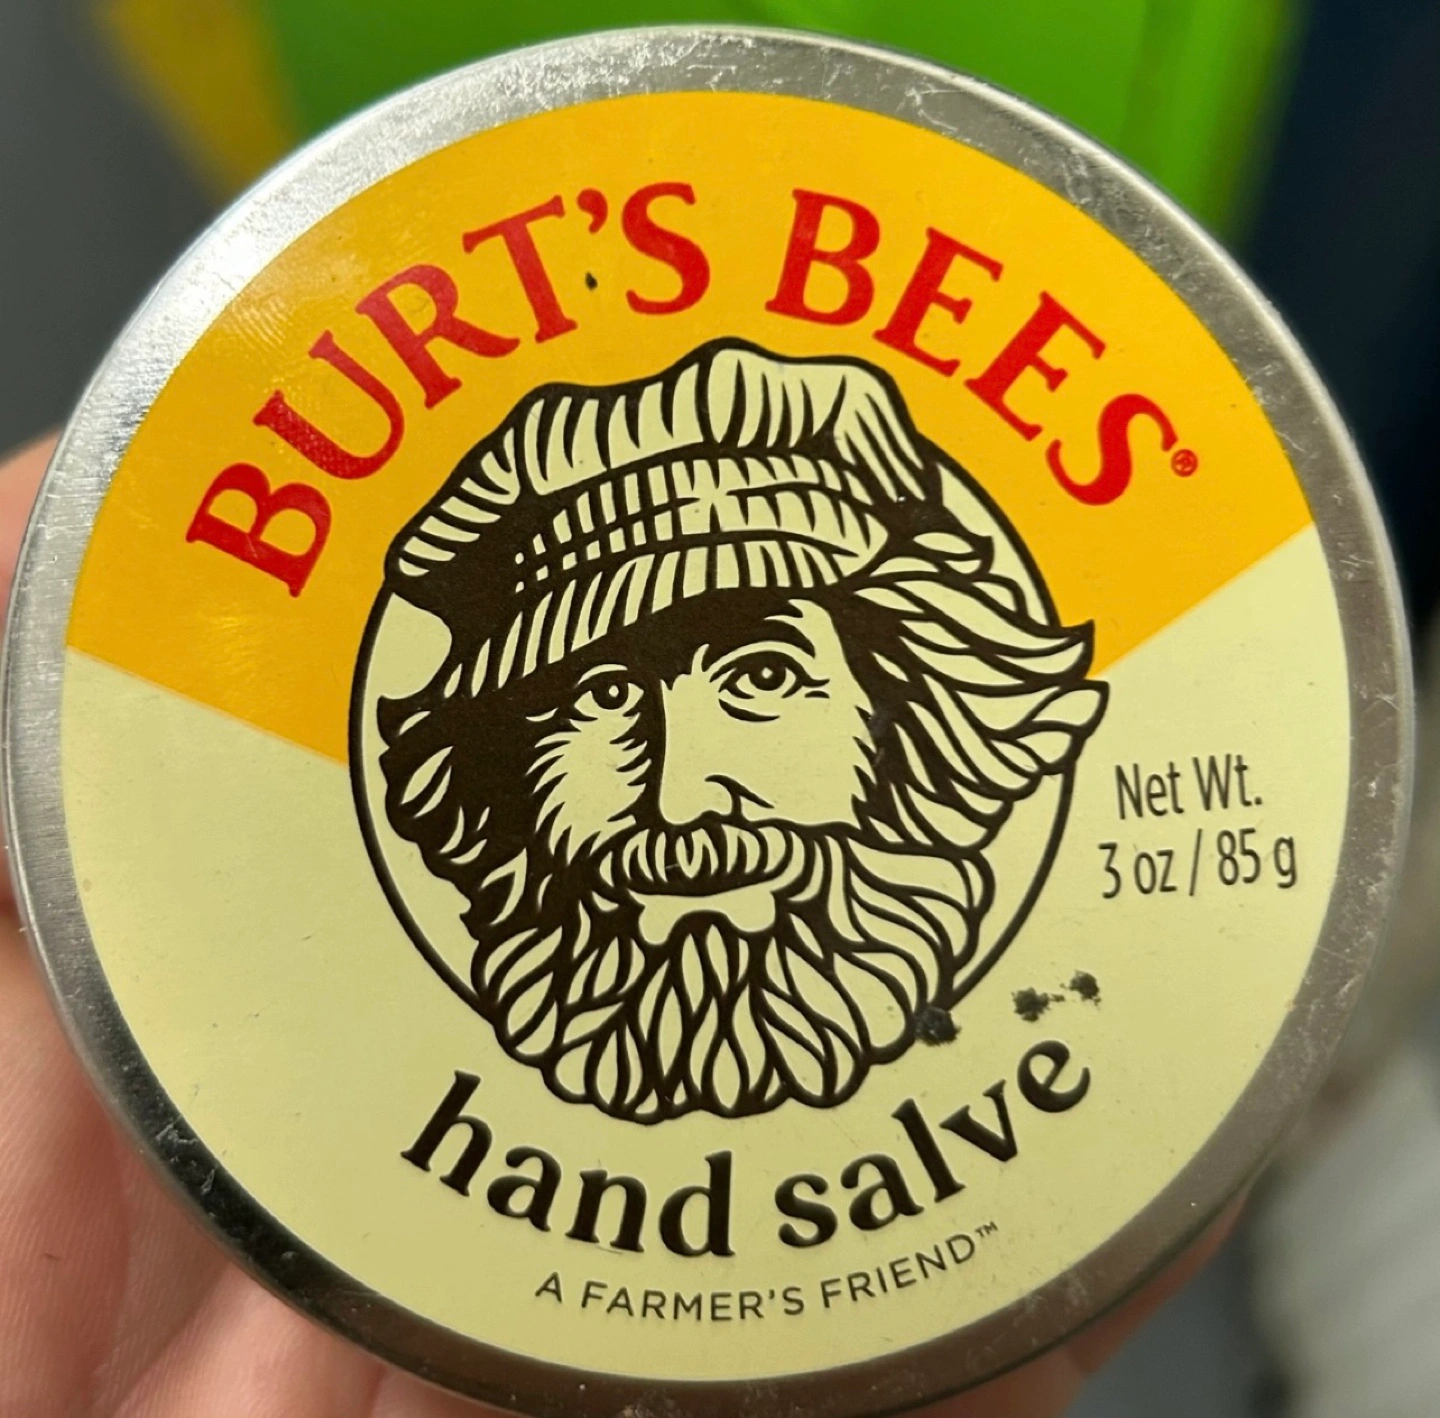 BURT'S BEES®
Net Wt.
3 oz / 85 g
hand salve
A FARMER'S FRIEND™